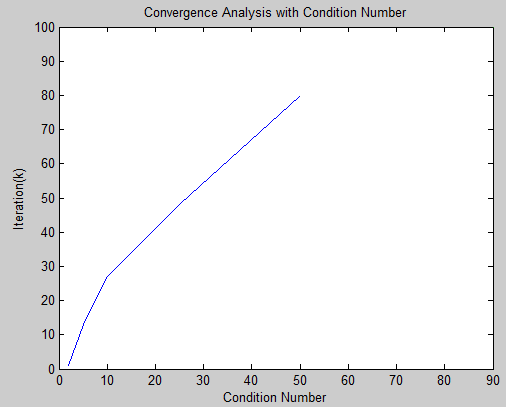 Convergence Analysis with Condition Number
100
90
80
70
60
50
40
30
20
10
0
Iteration(k)
0 10 20 30 40 50 60 70 80 90
Condition Number